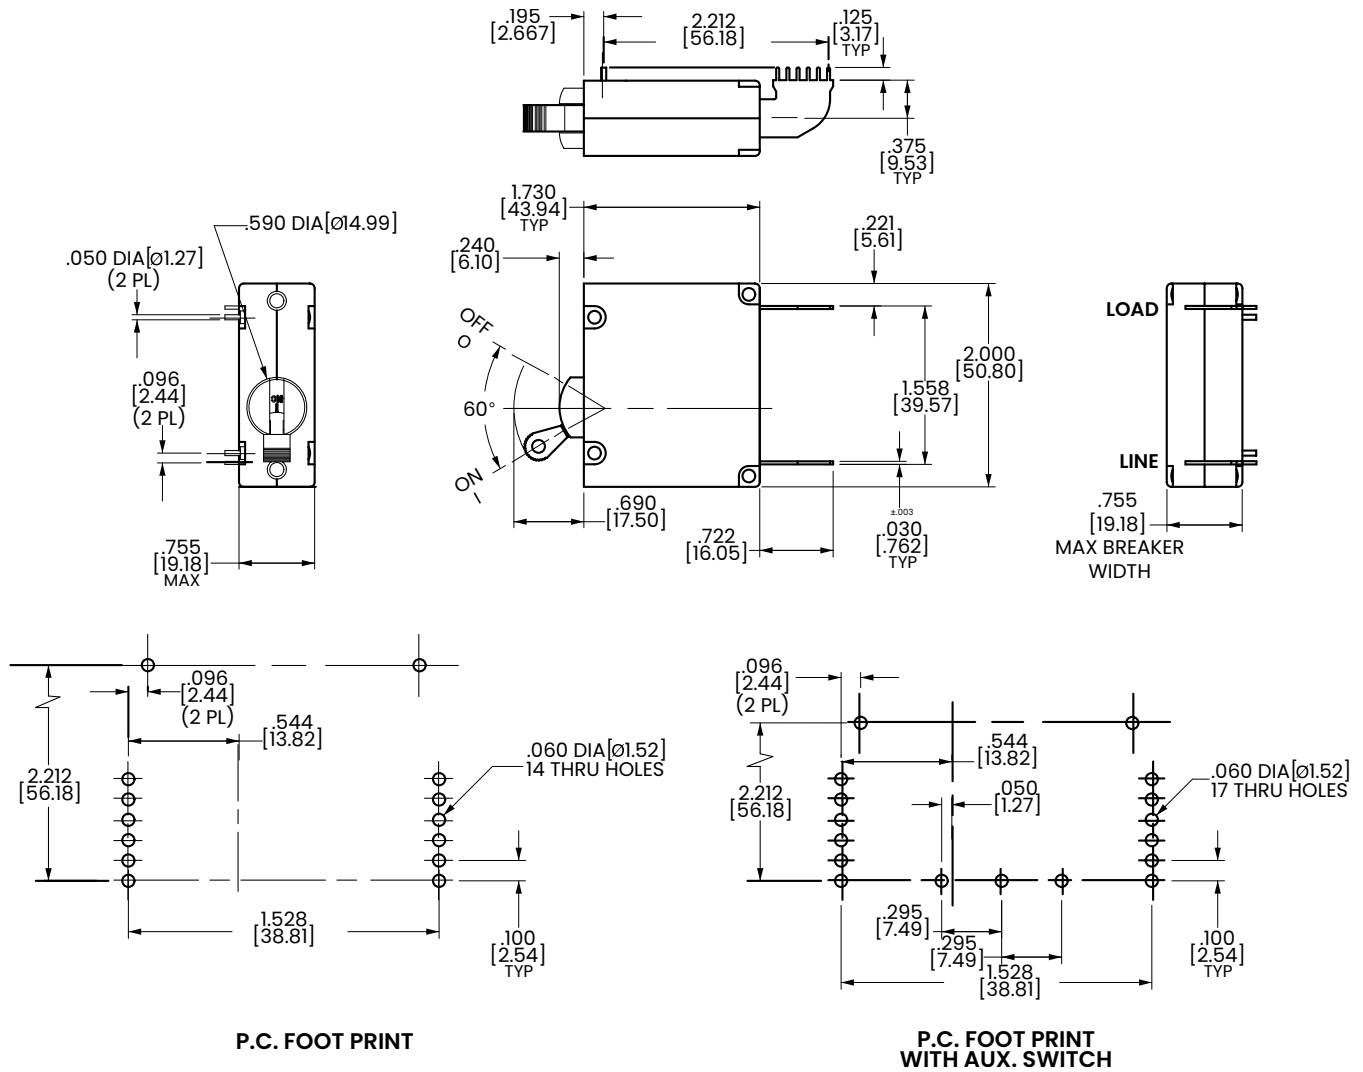 .195
[2.667]
2.212
[56.18]
.125
[3.17]
TYP
.375
[9.53]
TYP
1.730
[43.94]
TYP
.240
[6.10]
.221
[5.61]
.590 DIA[Ø14.99]
.050 DIA[Ø1.27]
(2 PL)
.096
[2.44]
(2 PL)
ON
I
.755
[19.18]
MAX
OFF
O
60°
ON
I
2.000
[50.80]
1.558
[39.57]
.690
[17.50]
.722
[16.05]
±.003
.030
[.762]
TYP
LOAD
LINE
.755
[19.18]
MAX BREAKER
WIDTH
.096
[2.44]
(2 PL)
.544
[13.82]
2.212
[56.18]
.060 DIA[Ø1.52]
14 THRU HOLES
1.528
[38.81]
.100
[2.54]
TYP
P.C. FOOT PRINT
.096
[2.44]
(2 PL)
.544
[13.82]
2.212
[56.18]
.050
[1.27]
.060 DIA[Ø1.52]
17 THRU HOLES
.295
[7.49]
.295
[7.49]
1.528
[38.81]
.100
[2.54]
TYP
P.C. FOOT PRINT
WITH AUX. SWITCH